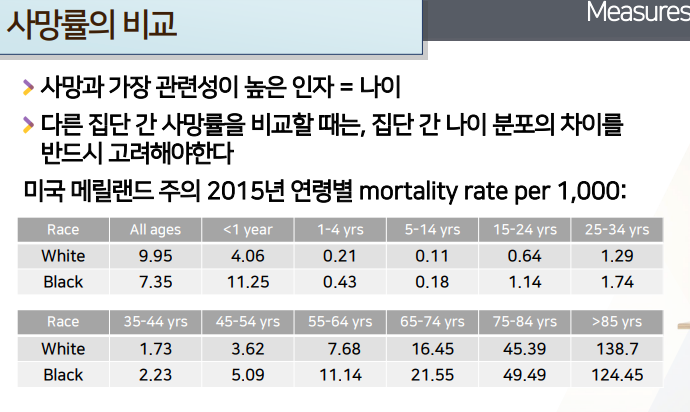 사망률의 비교
Measures
사망과 가장 관련성이 높은 인자 = 나이
다른 집단 간 사망률을 비교할 때는, 집단 간 나이 분포의 차이를
반드시 고려해야한다
미국 메릴랜드 주의 2015년 연령별 mortality rate per 1,000:
Race All ages <1 year 1-4 yrs 5-14 yrs 15-24 yrs 25-34 yrs
White 9.95 4.06 0.21 0.11 0.64 1.29
Black 7.35 11.25 0.43 0.18 1.14 1.74
Race 35-44 yrs 45-54 yrs 55-64 yrs 65-74 yrs 75-84 yrs >85 yrs
White 1.73 3.62 7.68 16.45 45.39 138.7
Black 2.23 5.09 11.14 21.55 49.49 124.45